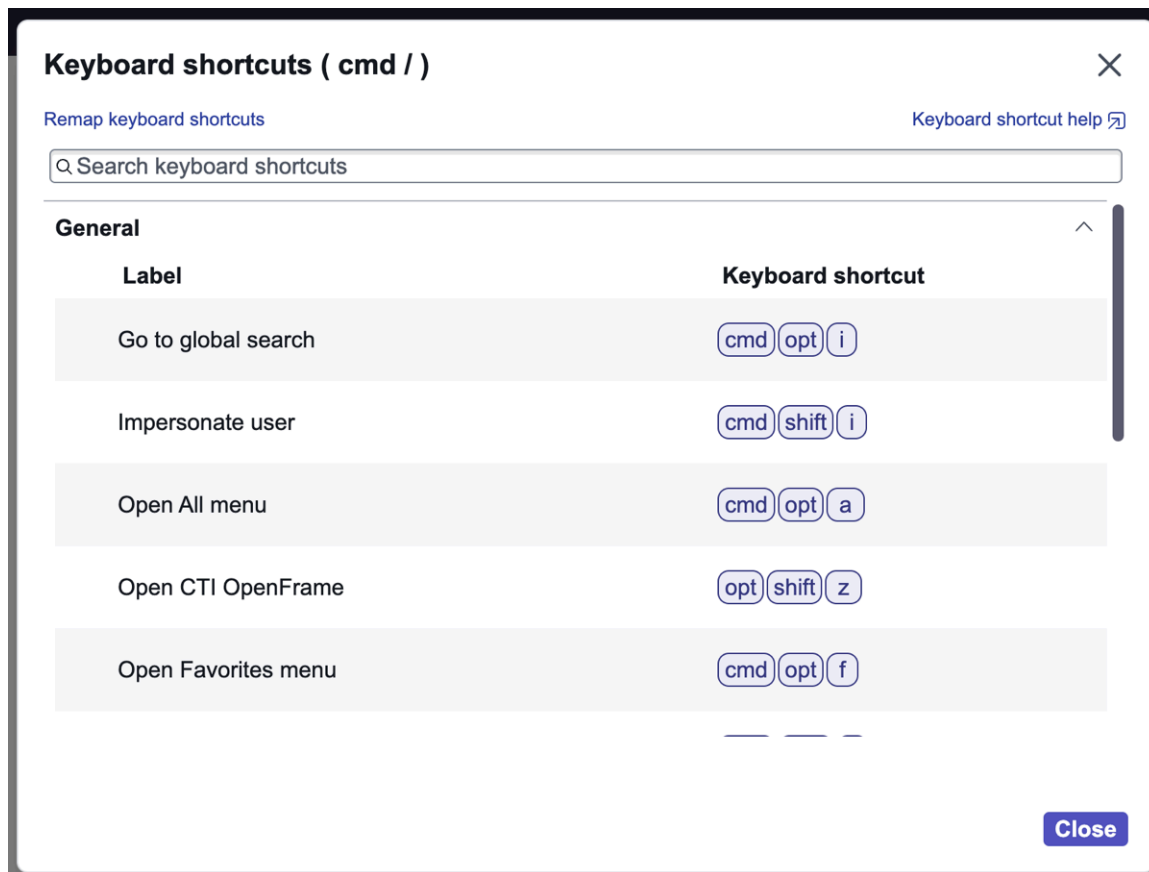 Keyboard shortcuts ( cmd / )
Remap keyboard shortcuts
Keyboard shortcut help
Search keyboard shortcuts
General
Label Keyboard shortcut
Go to global search cmd opt i
Impersonate user cmd shift i
Open All menu cmd opt a
Open CTI OpenFrame opt shift z
Open Favorites menu cmd opt f
Close